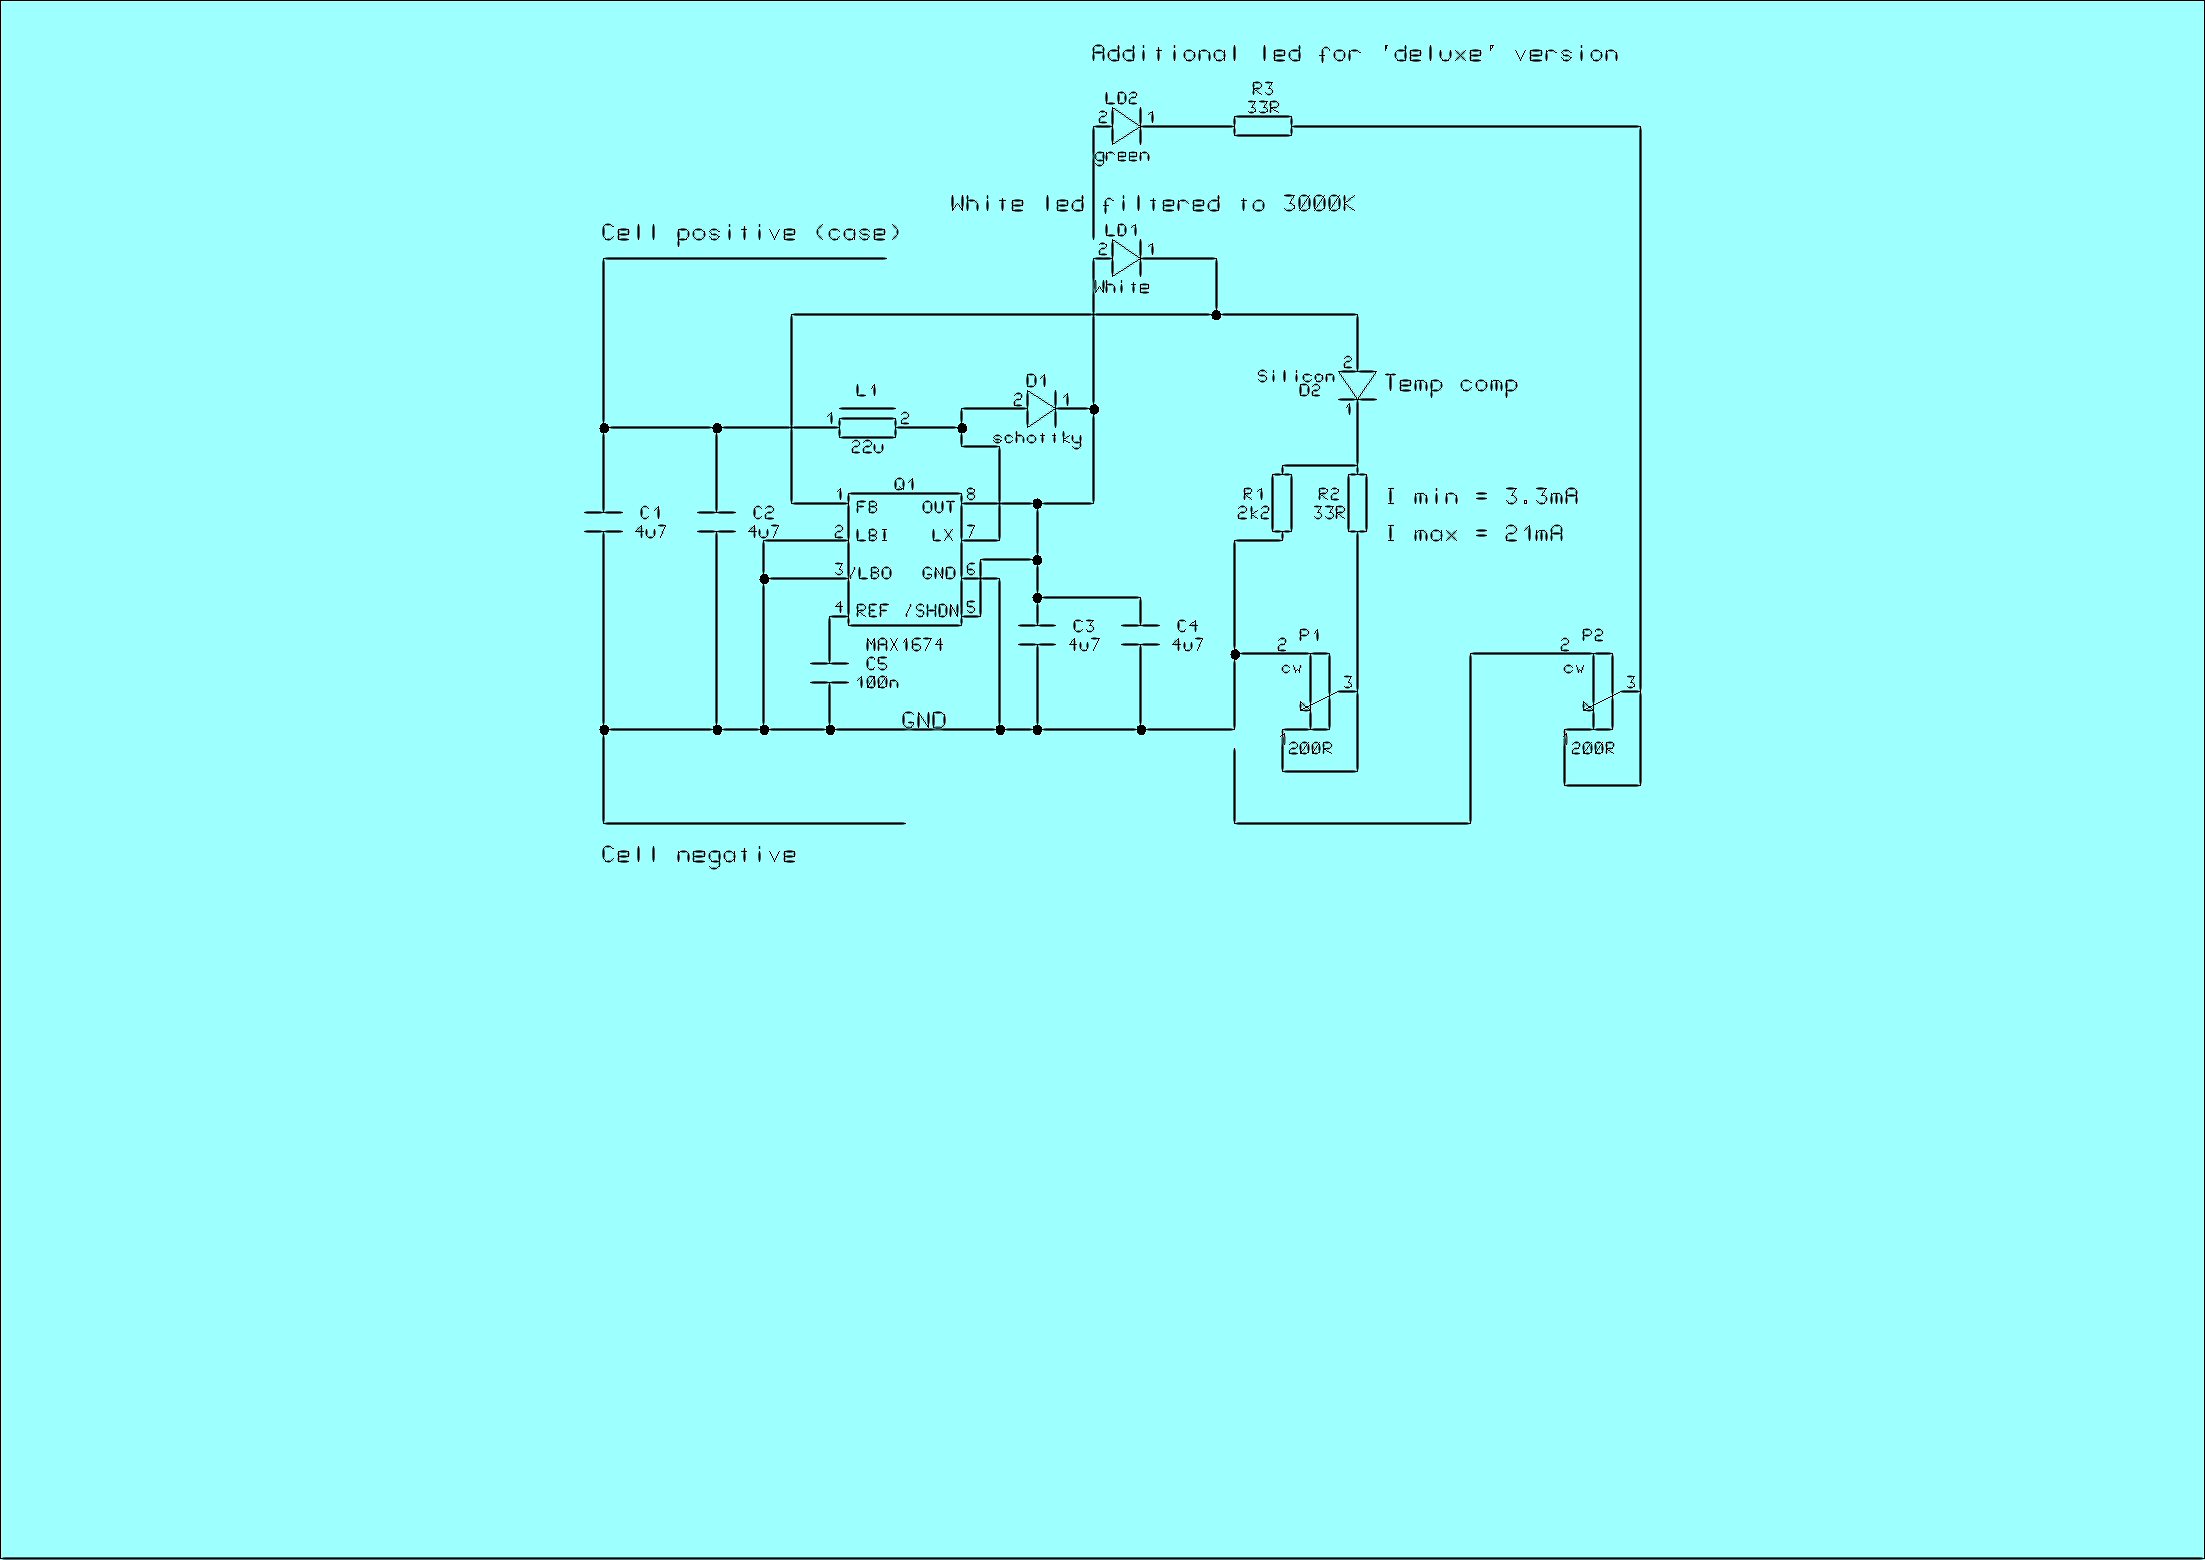 Additional led for 'deluxe' version
R3
33R
LD2
2
1
green
White led filtered to 3000K
Cell positive (case)
LD1
2
1
White
L1
1
2
22u
D1
2
1
schottky
2
Silicon
D2
1
Temp comp
Q1
1
FB
OUT
8
2
LBI
LX
7
3
/LBO
GND
6
4
REF
/SHDN
5
MAX1674
C1
4u7
C2
4u7
R1
2k2
R2
33R
I min = 3.3mA
I max = 21mA
C3
4u7
C4
4u7
C5
100n
GND
P1
2
cw
3
1
200R
P2
2
cw
3
1
200R
Cell negative